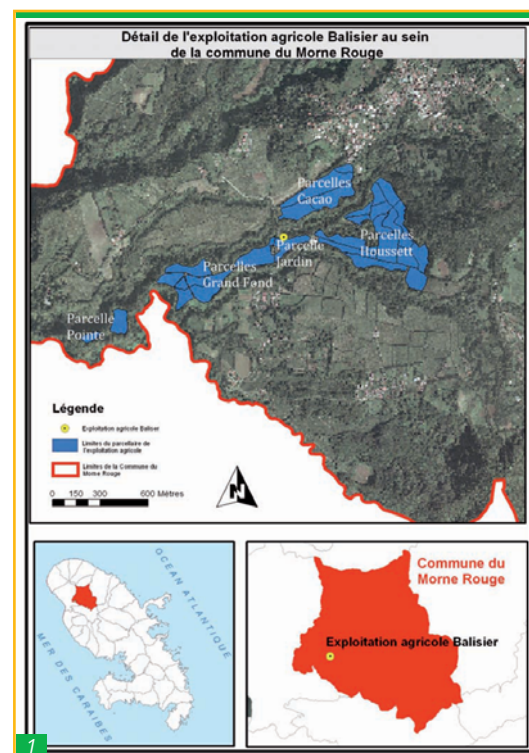 Détail de l'exploitation agricole Balisier au sein
de la commune du Morne Rouge
Parcelles
Cacao
Parcelles
Houssett
Parcelle
Jardin
Parcelles
Grand Fond
Parcelle
Pointe
Légende
Exploitation agricole Balisier
Limites du parcellaire de
l'exploitation agricole
Limites de la Commune du
Morne Rouge
0 150 300 600 Mètres
N
OCEAN ATLANTIQUE
MER DES CARAIBES
Commune du
Morne Rouge
Exploitation agricole Balisier
1